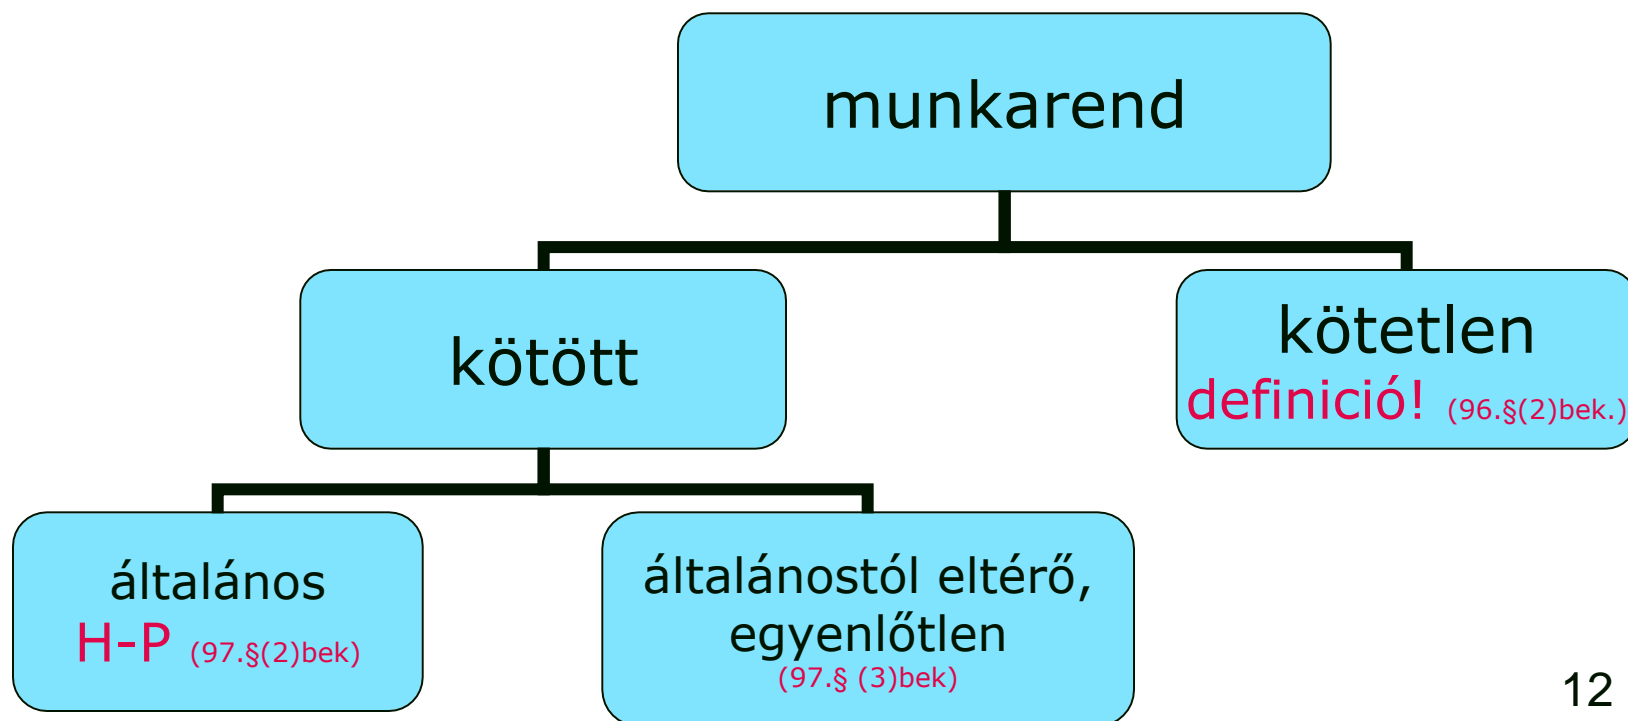 munkarend
kötött
kötetlen
definició! (96.§(2)bek.)
általános
H-P (97.§(2)bek)
általánostól eltérő,
egyenlőtlen
(97.§ (3)bek)
12